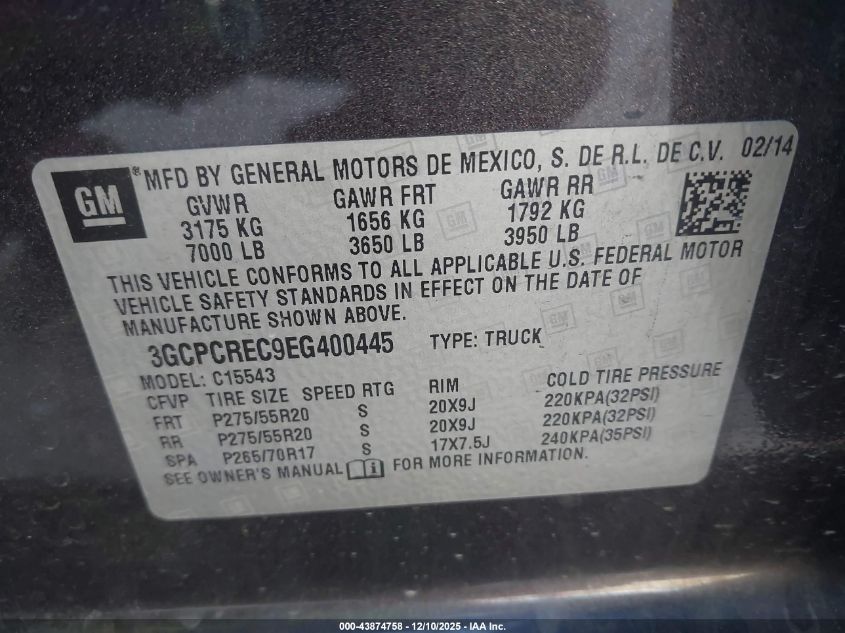 GM
® MFD BY GENERAL MOTORS DE MEXICO, S. DE R.L. DE C.V. 02/14
GVWR GAWR FRT GAWR RR
3175 KG 1656 KG 1792 KG
7000 LB 3650 LB 3950 LB
THIS VEHICLE CONFORMS TO ALL APPLICABLE U.S. FEDERAL MOTOR
VEHICLE SAFETY STANDARDS IN EFFECT ON THE DATE OF
MANUFACTURE SHOWN ABOVE.
3GCPCREC9EG400445 TYPE: TRUCK
MODEL: C15543
CFVP TIRE SIZE SPEED RTG RIM COLD TIRE PRESSURE
FRT P275/55R20 S 20X9J 220KPA(32PSI)
RR P275/55R20 S 20X9J 220KPA(32PSI)
SPA P265/70R17 S 17X7.5J 240KPA(35PSI)
SEE OWNER'S MANUAL FOR MORE INFORMATION.
000-43874758 - 12/10/2025 - IAA Inc.